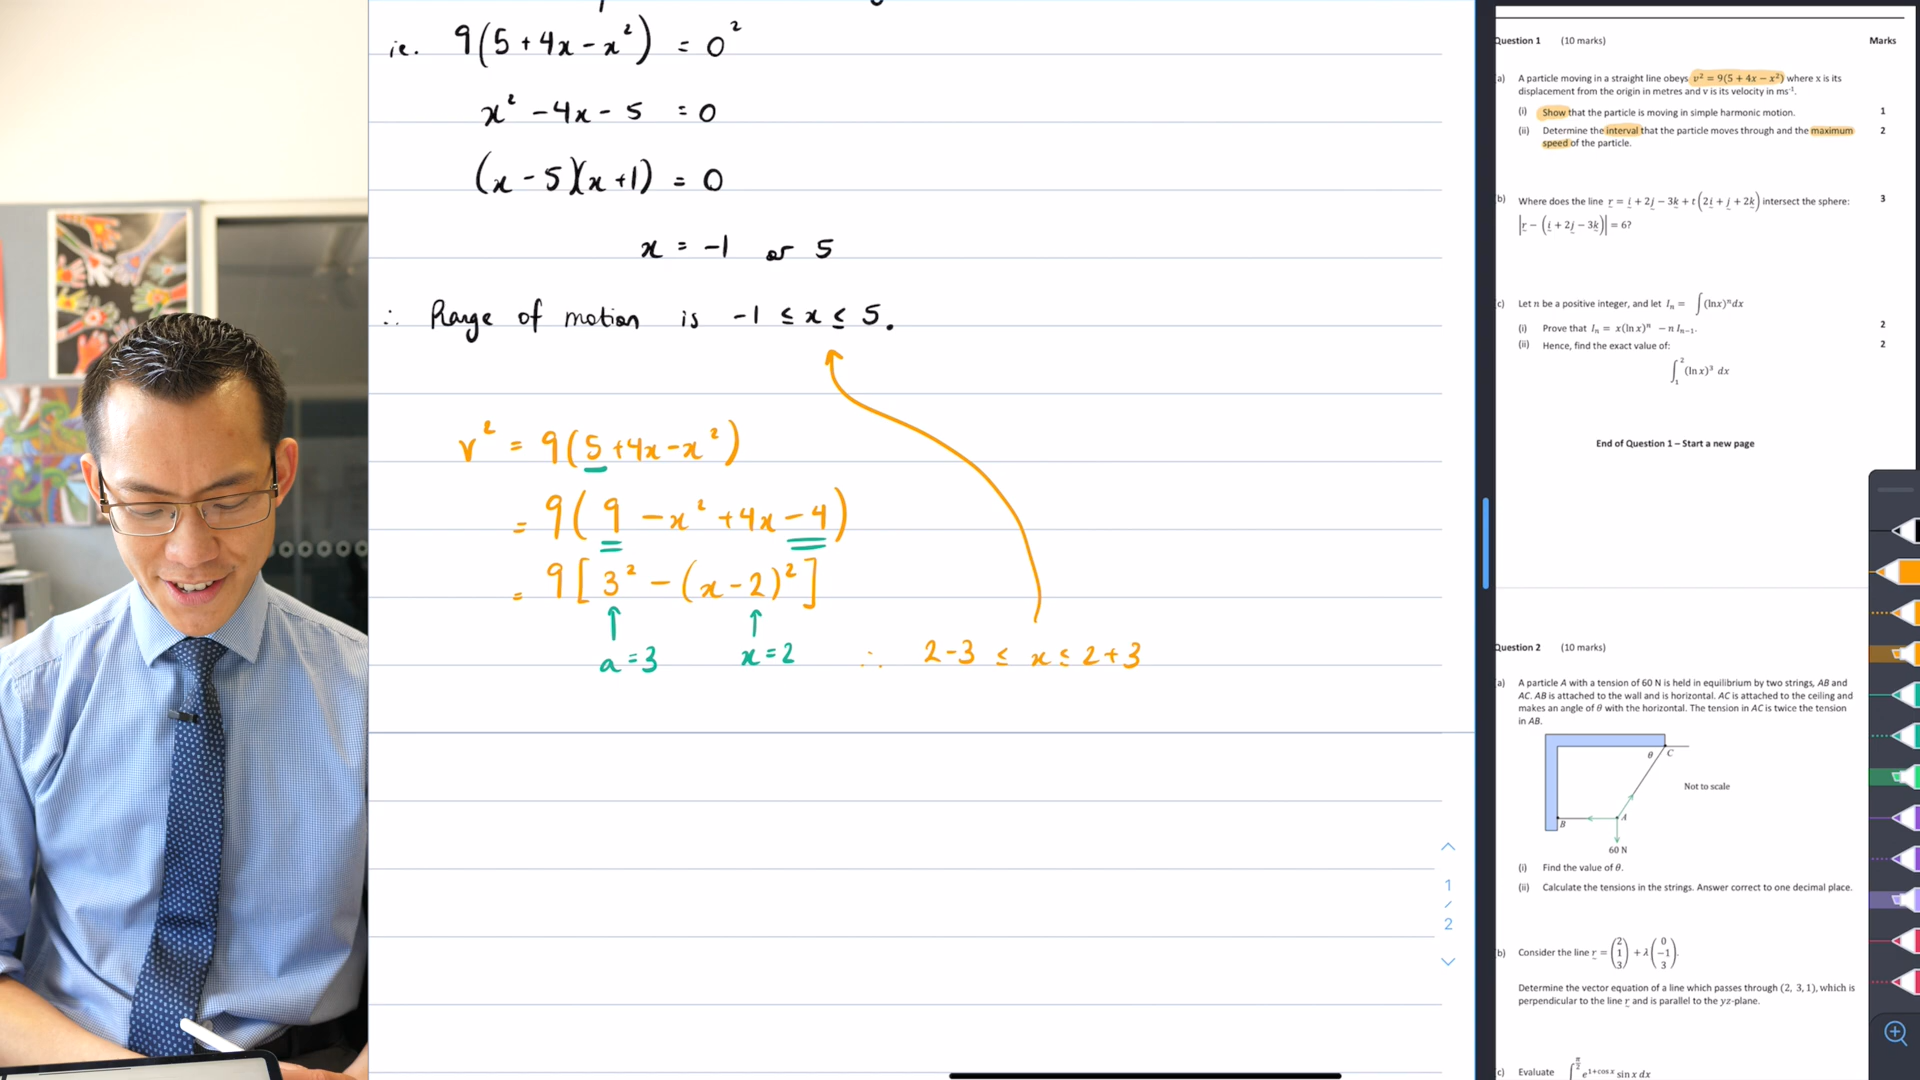 ie. 9(5+4x-x²) = 0²
x² -4x - 5 = 0
(x-5)(x+1) = 0
x = -1 or 5
∴ Range of motion is -1 ≤ x ≤ 5.
v² = 9(5+4x-x²)
= 9(9 -x² +4x -4)
= 9[3² - (x-2)²]
↑ ↑
a=3 x=2 ∴ 2-3 ≤ x ≤ 2+3
1
/
2
Question 1 (10 marks) Marks
a) A particle moving in a straight line obeys v² = 9(5 + 4x − x²) where x is its
displacement from the origin in metres and v is its velocity in ms⁻¹.
(i) Show that the particle is moving in simple harmonic motion. 1
(ii) Determine the interval that the particle moves through and the maximum 2
speed of the particle.
b) Where does the line r = i + 2j − 3k + t(2i + j + 2k) intersect the sphere: 3
|r − (i + 2j − 3k)| = 6?
c) Let n be a positive integer, and let Iₙ = ∫(lnx)ⁿdx
(i) Prove that Iₙ = x(ln x)ⁿ − n Iₙ₋₁. 2
(ii) Hence, find the exact value of: 2
∫₁² (ln x)³ dx
End of Question 1 – Start a new page
Question 2 (10 marks)
a) A particle A with a tension of 60 N is held in equilibrium by two strings, AB and
AC. AB is attached to the wall and is horizontal. AC is attached to the ceiling and
makes an angle of θ with the horizontal. The tension in AC is twice the tension
in AB.
θ C
Not to scale
B A
60 N
(i) Find the value of θ.
(ii) Calculate the tensions in the strings. Answer correct to one decimal place.
b) Consider the line r = (2 1 3) + λ(0 −1 3).
Determine the vector equation of a line which passes through (2, 3, 1), which is
perpendicular to the line r and is parallel to the yz-plane.
c) Evaluate ∫ e^(1+cos x) sin x dx